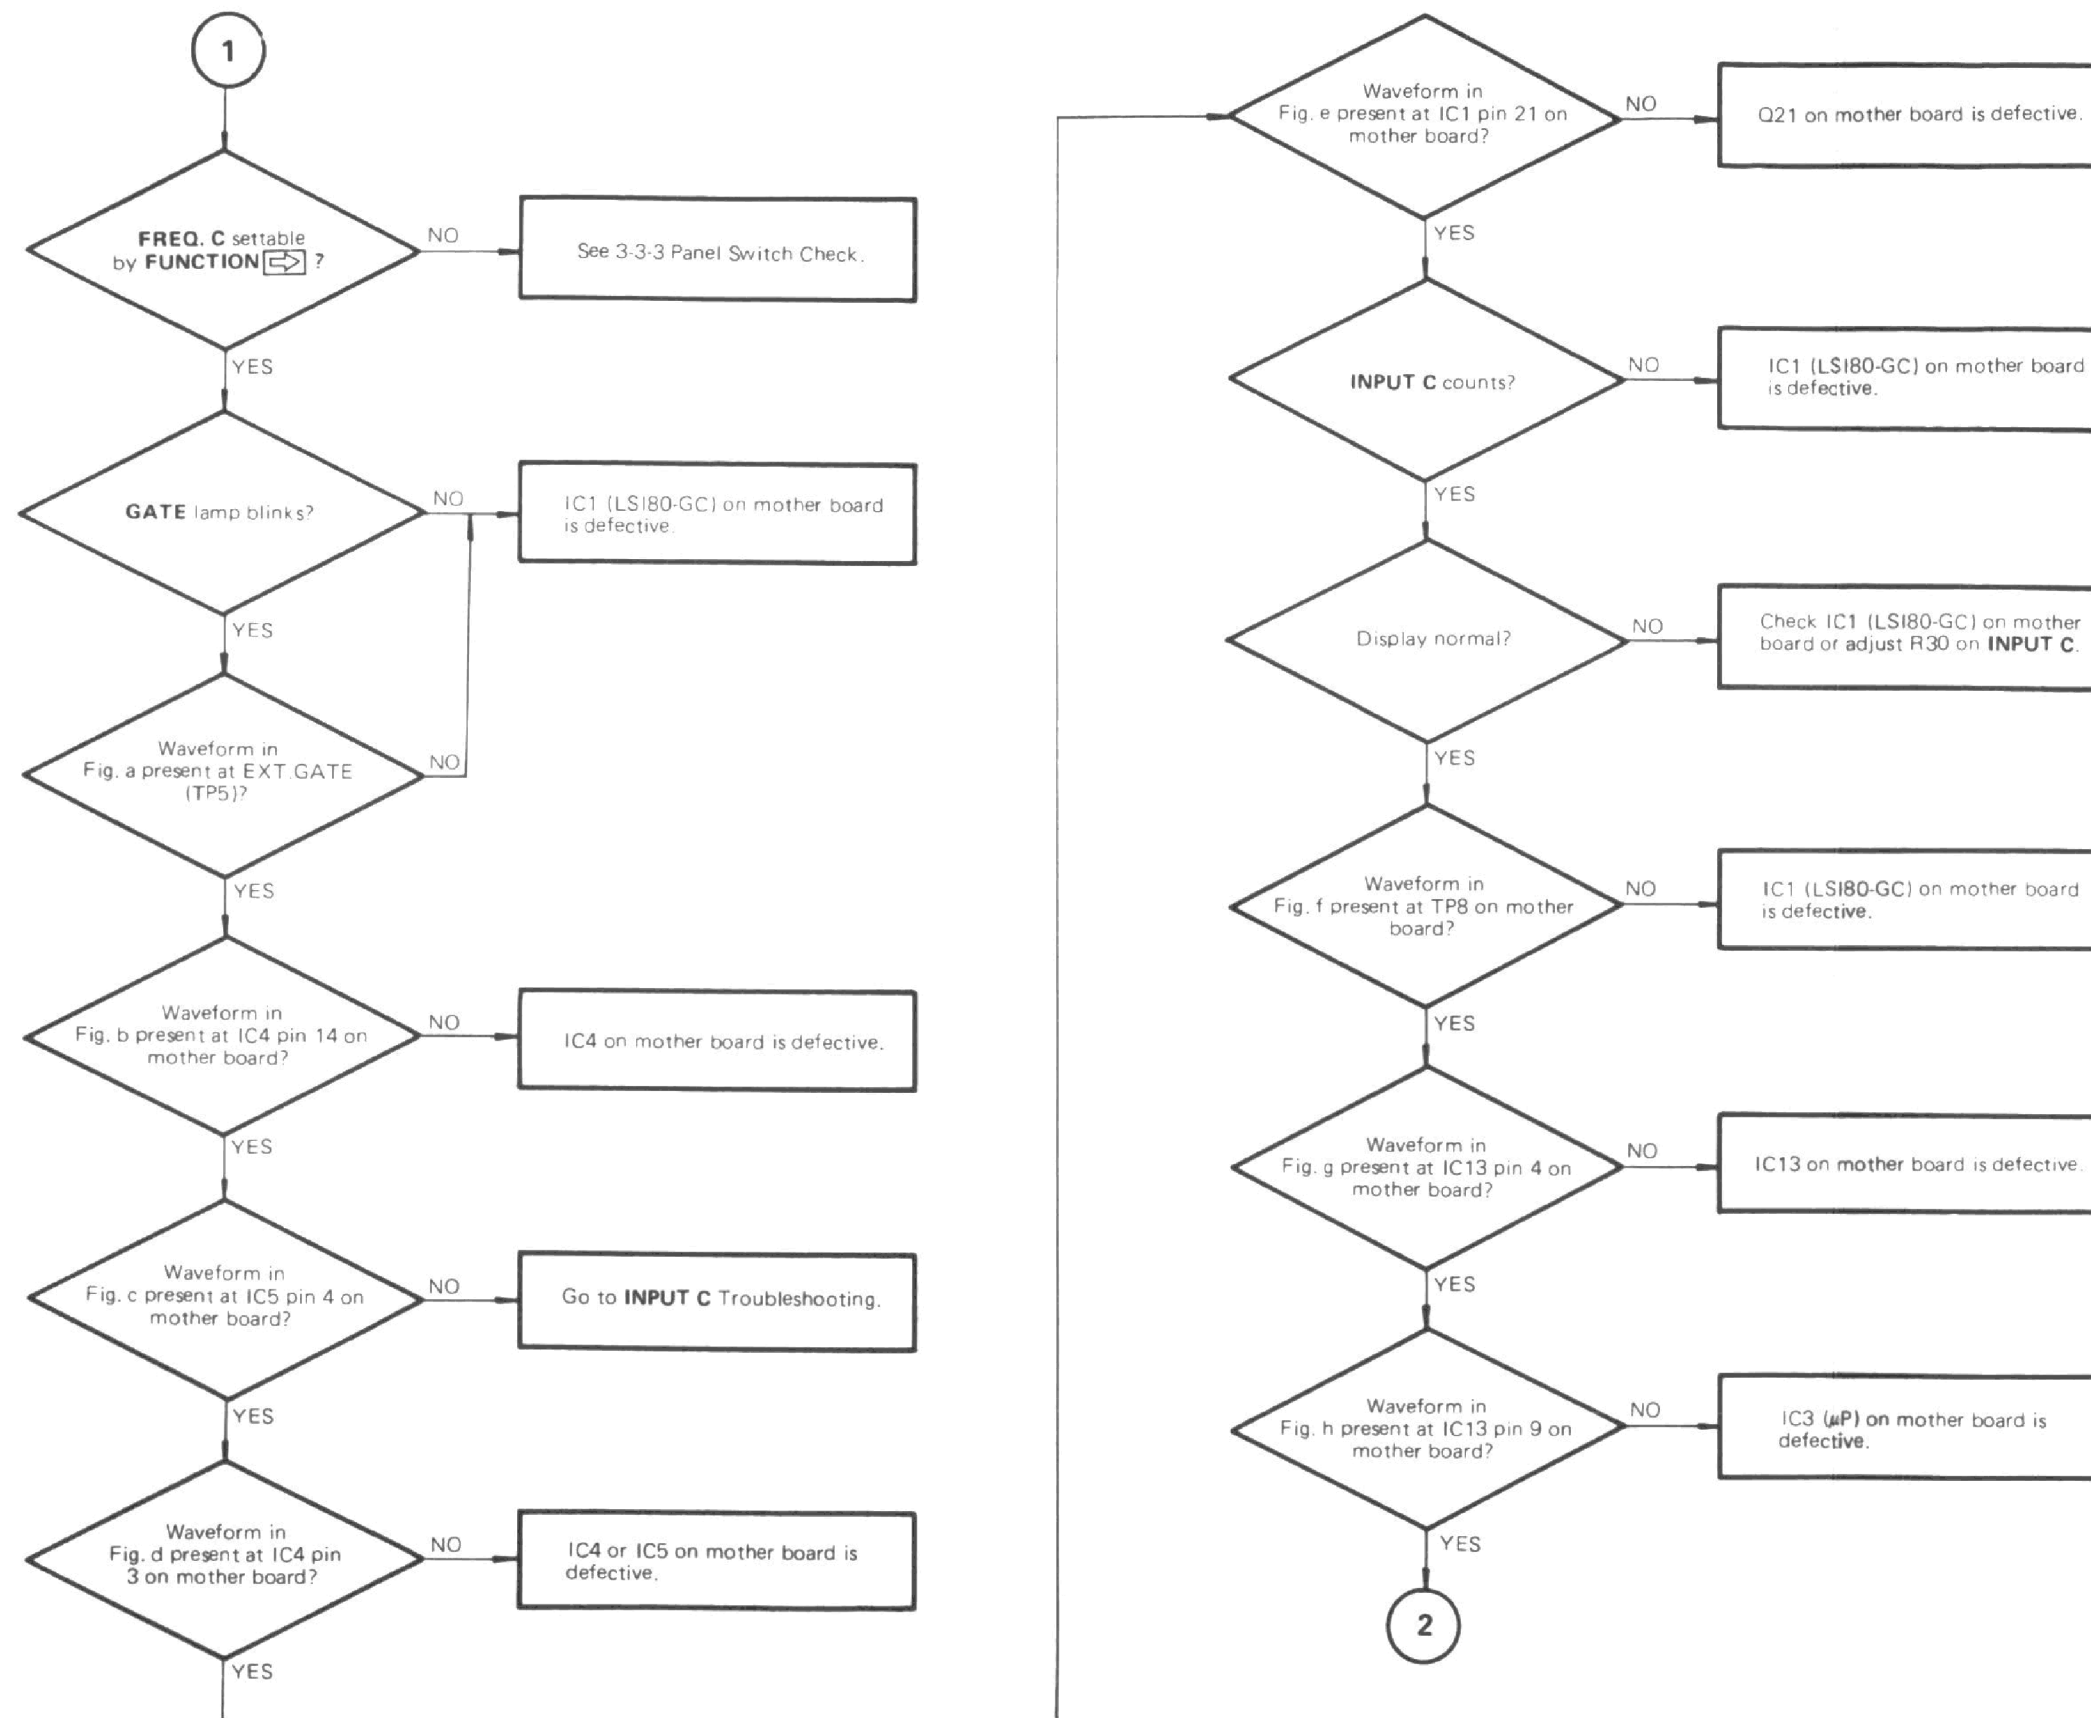 1
FREQ. C settable
by FUNCTION ?
NO
See 3-3-3 Panel Switch Check.
YES
GATE lamp blinks?
NO
IC1 (LSI80-GC) on mother board
is defective.
YES
Waveform in
Fig. a present at EXT.GATE
(TP5)?
NO
YES
Waveform in
Fig. b present at IC4 pin 14 on
mother board?
NO
IC4 on mother board is defective.
YES
Waveform in
Fig. c present at IC5 pin 4 on
mother board?
NO
Go to INPUT C Troubleshooting.
YES
Waveform in
Fig. d present at IC4 pin
3 on mother board?
NO
IC4 or IC5 on mother board is
defective.
YES
Waveform in
Fig. e present at IC1 pin 21 on
mother board?
NO
Q21 on mother board is defective.
YES
INPUT C counts?
NO
IC1 (LSI80-GC) on mother board
is defective.
YES
Display normal?
NO
Check IC1 (LSI80-GC) on mother
board or adjust R30 on INPUT C.
YES
Waveform in
Fig. f present at TP8 on mother
board?
NO
IC1 (LSI80-GC) on mother board
is defective.
YES
Waveform in
Fig. g present at IC13 pin 4 on
mother board?
NO
IC13 on mother board is defective.
YES
Waveform in
Fig. h present at IC13 pin 9 on
mother board?
NO
IC3 (μP) on mother board is
defective.
YES
2